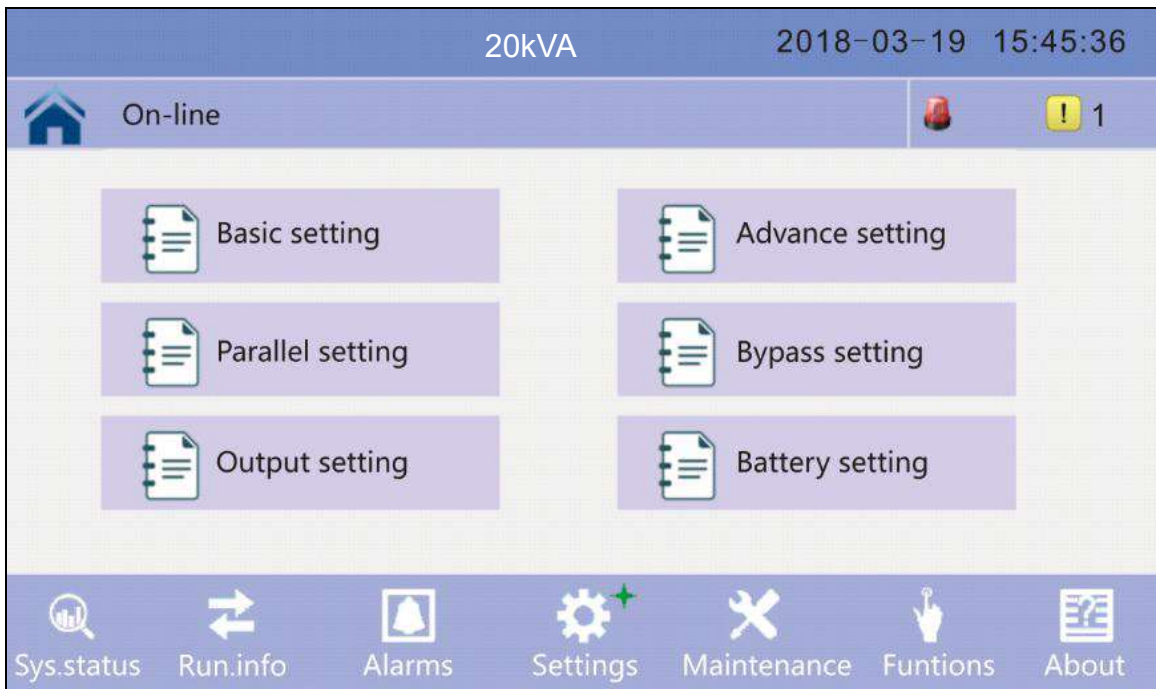 20kVA 2018-03-19 15:45:36
On-line ! 1
Basic setting Advance setting
Parallel setting Bypass setting
Output setting Battery setting
Sys.status Run.info Alarms Settings Maintenance Funtions About